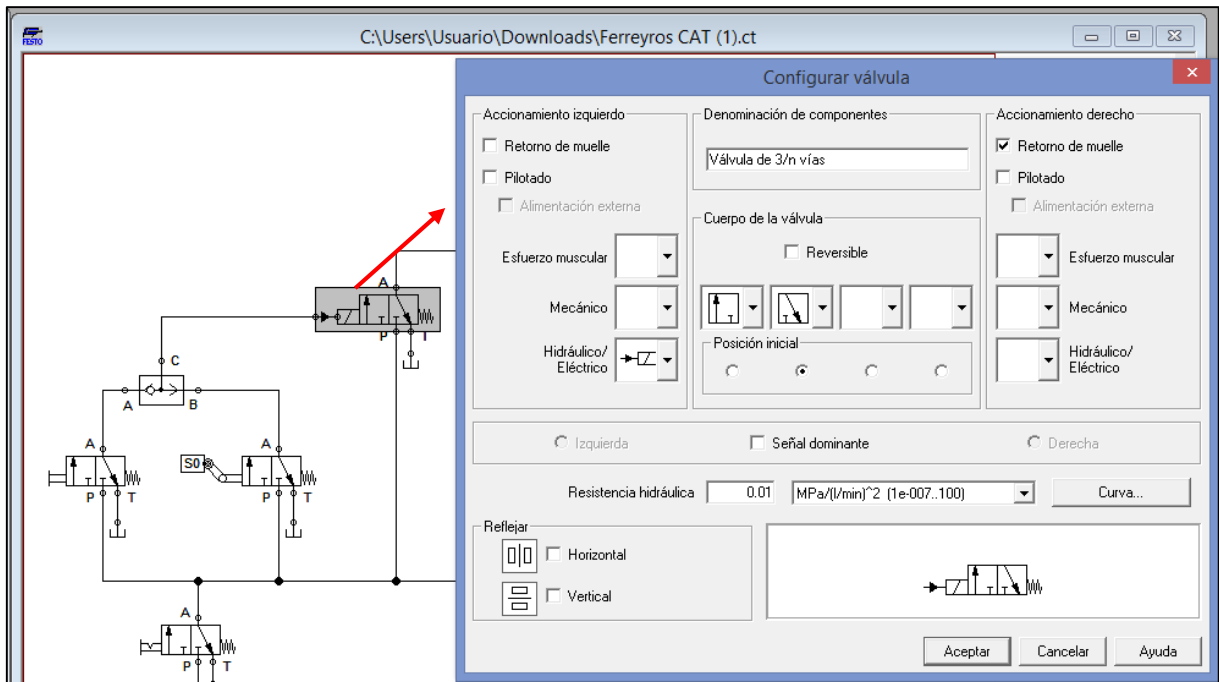 FESTO
C:\Users\Usuario\Downloads\Ferreyros CAT (1).ct
Configurar válvula
Accionamiento izquierdo
Retorno de muelle
Pilotado
Alimentación externa
Esfuerzo muscular
Mecánico
Hidráulico/
Eléctrico
Denominación de componentes
Válvula de 3/n vías
Cuerpo de la válvula
Reversible
Posición inicial
Accionamiento derecho
Retorno de muelle
Pilotado
Alimentación externa
Esfuerzo muscular
Mecánico
Hidráulico/
Eléctrico
Izquierda
Señal dominante
Derecha
Resistencia hidráulica
0.01
MPa/(l/min)^2 (1e-007..100)
Curva...
Reflejar
Horizontal
Vertical
Aceptar
Cancelar
Ayuda
A
P T
C
A B
A
P T
S0
A
P T
A
P T